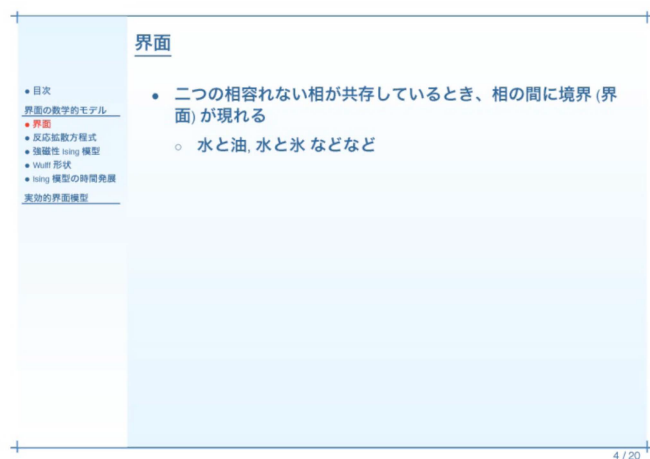 界面
• 目次
界面の数学的モデル
• 界面
• 反応拡散方程式
• 強磁性 Ising 模型
• Wulff 形状
• Ising 模型の時間発展
実効的界面模型
• 二つの相容れない相が共存しているとき、相の間に境界 (界
面) が現れる
○ 水と油, 水と氷 などなど
4 / 20